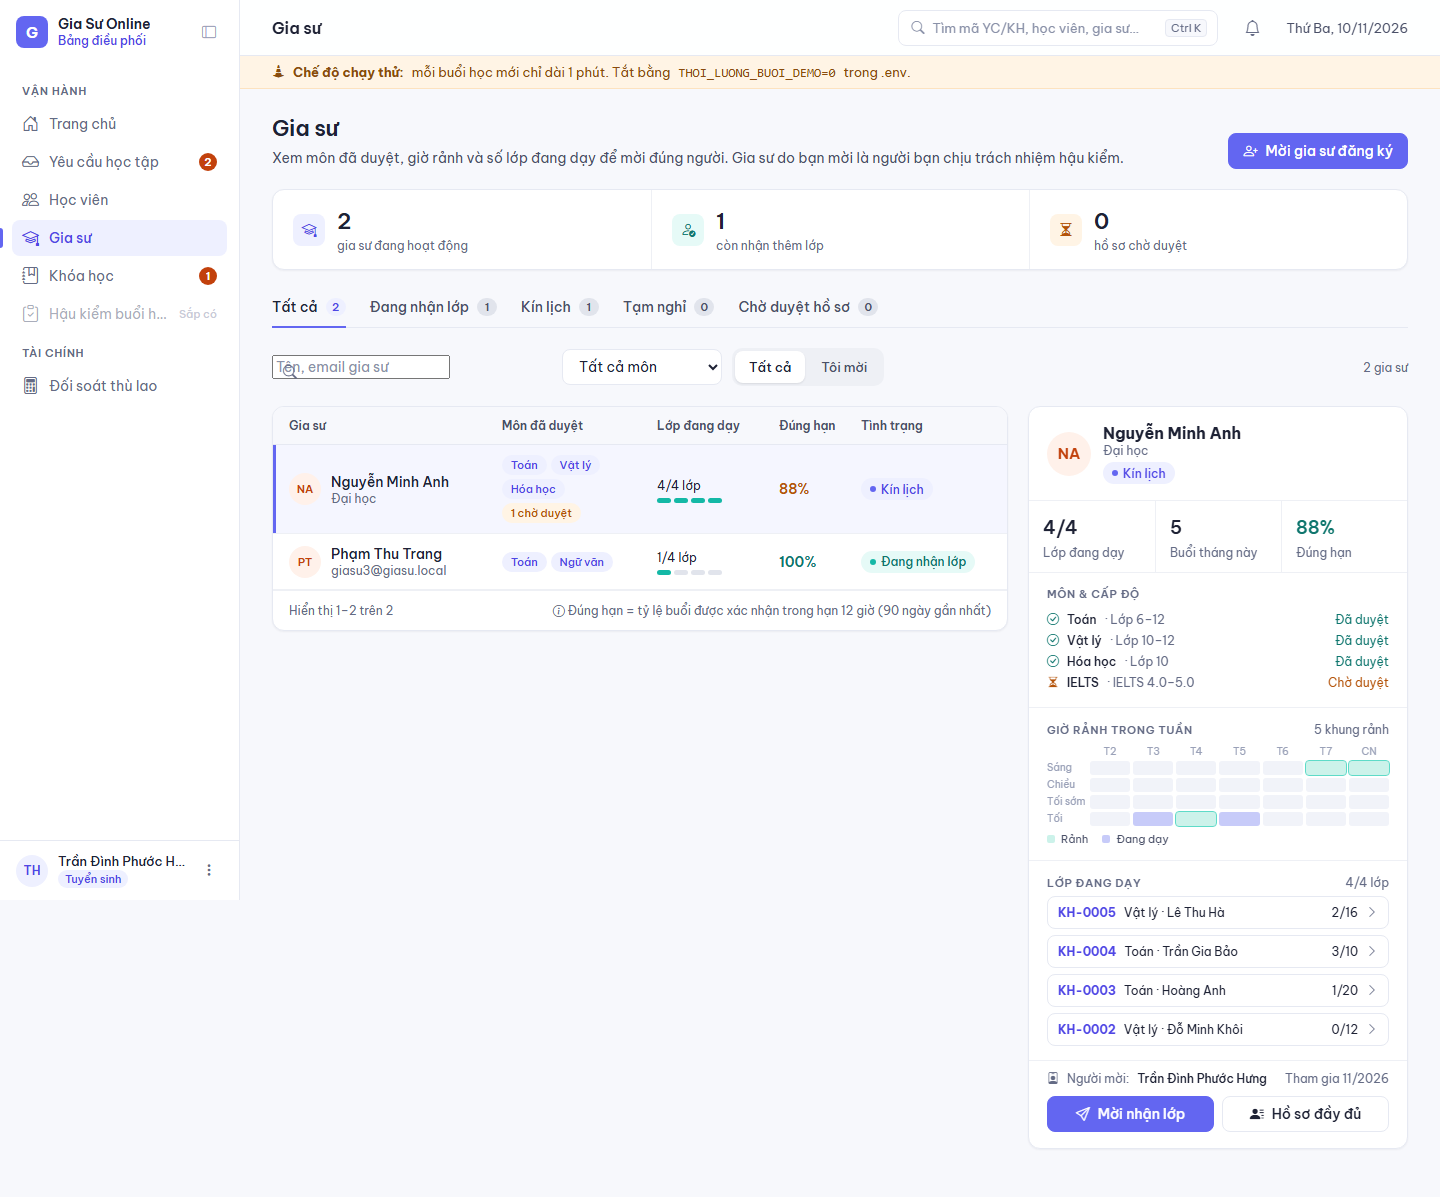 G
Gia Sư Online
Bảng điều phối
VẬN HÀNH
Trang chủ
Yêu cầu học tập 2
Học viên
Gia sư
Khóa học 1
Hậu kiểm buổi h... Sắp có
TÀI CHÍNH
Đối soát thù lao
TH
Trần Đình Phước H...
Tuyển sinh
Gia sư
Tìm mã YC/KH, học viên, gia sư... Ctrl K
Thứ Ba, 10/11/2026
Chế độ chạy thử: mỗi buổi học mới chỉ dài 1 phút. Tắt bằng THOI_LUONG_BUOI_DEMO=0 trong .env.
Gia sư
Xem môn đã duyệt, giờ rảnh và số lớp đang dạy để mời đúng người. Gia sư do bạn mời là người bạn chịu trách nhiệm hậu kiểm.
Mời gia sư đăng ký
2
gia sư đang hoạt động
1
còn nhận thêm lớp
0
hồ sơ chờ duyệt
Tất cả 2 Đang nhận lớp 1 Kín lịch 1 Tạm nghỉ 0 Chờ duyệt hồ sơ 0
Tên, email gia sư Tất cả môn Tất cả Tôi mời 2 gia sư
Gia sư Môn đã duyệt Lớp đang dạy Đúng hạn Tình trạng
NA
Nguyễn Minh Anh
Đại học
Toán Vật lý
Hóa học
1 chờ duyệt
4/4 lớp
88%
Kín lịch
PT
Phạm Thu Trang
giasu3@giasu.local
Toán Ngữ văn
1/4 lớp
100%
Đang nhận lớp
Hiển thị 1–2 trên 2
Đúng hạn = tỷ lệ buổi được xác nhận trong hạn 12 giờ (90 ngày gần nhất)
NA
Nguyễn Minh Anh
Đại học
Kín lịch
4/4
Lớp đang dạy
5
Buổi tháng này
88%
Đúng hạn
MÔN & CẤP ĐỘ
Toán · Lớp 6–12 Đã duyệt
Vật lý · Lớp 10–12 Đã duyệt
Hóa học · Lớp 10 Đã duyệt
IELTS · IELTS 4.0–5.0 Chờ duyệt
GIỜ RẢNH TRONG TUẦN 5 khung rảnh
T2 T3 T4 T5 T6 T7 CN
Sáng
Chiều
Tối sớm
Tối
Rảnh Đang dạy
LỚP ĐANG DẠY 4/4 lớp
KH-0005 Vật lý · Lê Thu Hà 2/16
KH-0004 Toán · Trần Gia Bảo 3/10
KH-0003 Toán · Hoàng Anh 1/20
KH-0002 Vật lý · Đỗ Minh Khôi 0/12
Người mời: Trần Đình Phước Hưng Tham gia 11/2026
Mời nhận lớp Hồ sơ đầy đủ